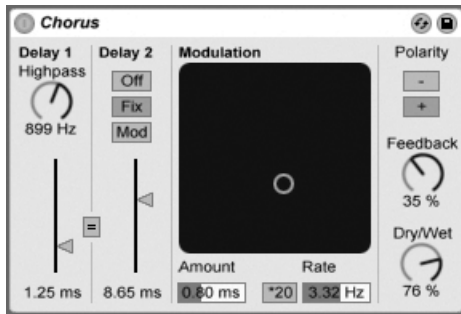 Chorus
Delay 1
Highpass
899 Hz
1.25 ms
=
Delay 2
Off
Fix
Mod
8.65 ms
Modulation
Amount
0.80 ms
*20
Rate
3.32 Hz
Polarity
-
+
Feedback
35 %
Dry/Wet
76 %